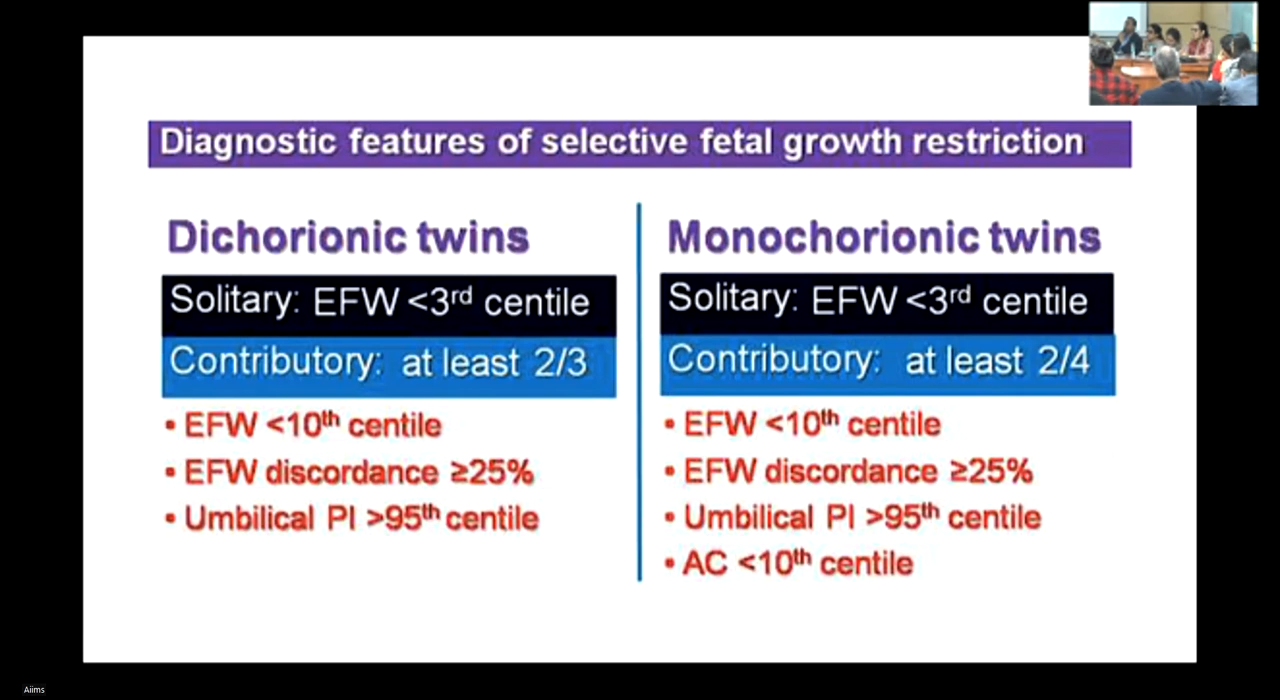 Diagnostic features of selective fetal growth restriction
Dichorionic twins
Solitary: EFW <3rd centile
Contributory: at least 2/3
• EFW <10th centile
• EFW discordance ≥25%
• Umbilical PI >95th centile
Monochorionic twins
Solitary: EFW <3rd centile
Contributory: at least 2/4
• EFW <10th centile
• EFW discordance ≥25%
• Umbilical PI >95th centile
• AC <10th centile
Aiims